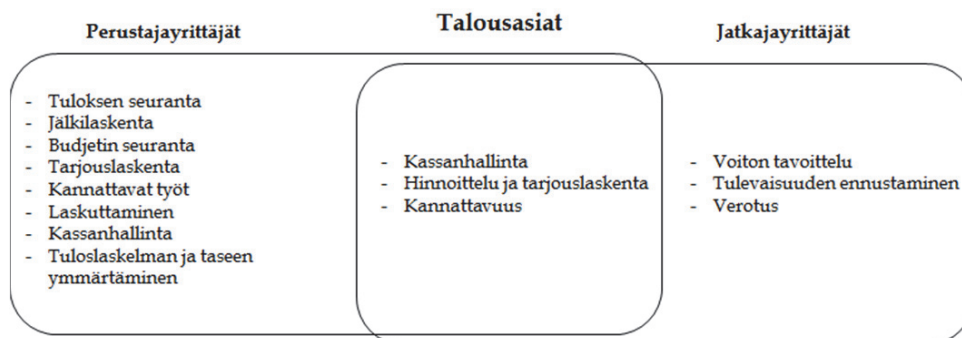 Talousasiat
Perustajayrittäjät
Jatkajayrittäjät
- Tuloksen seuranta
- Jälkilaskenta
- Budjetin seuranta
- Tarjouslaskenta
- Kannattavat työt
- Laskuttaminen
- Kassanhallinta
- Tuloslaskelman ja taseen
ymmärtäminen
- Kassanhallinta
- Hinnoittelu ja tarjouslaskenta
- Kannattavuus
- Voiton tavoittelu
- Tulevaisuuden ennustaminen
- Verotus